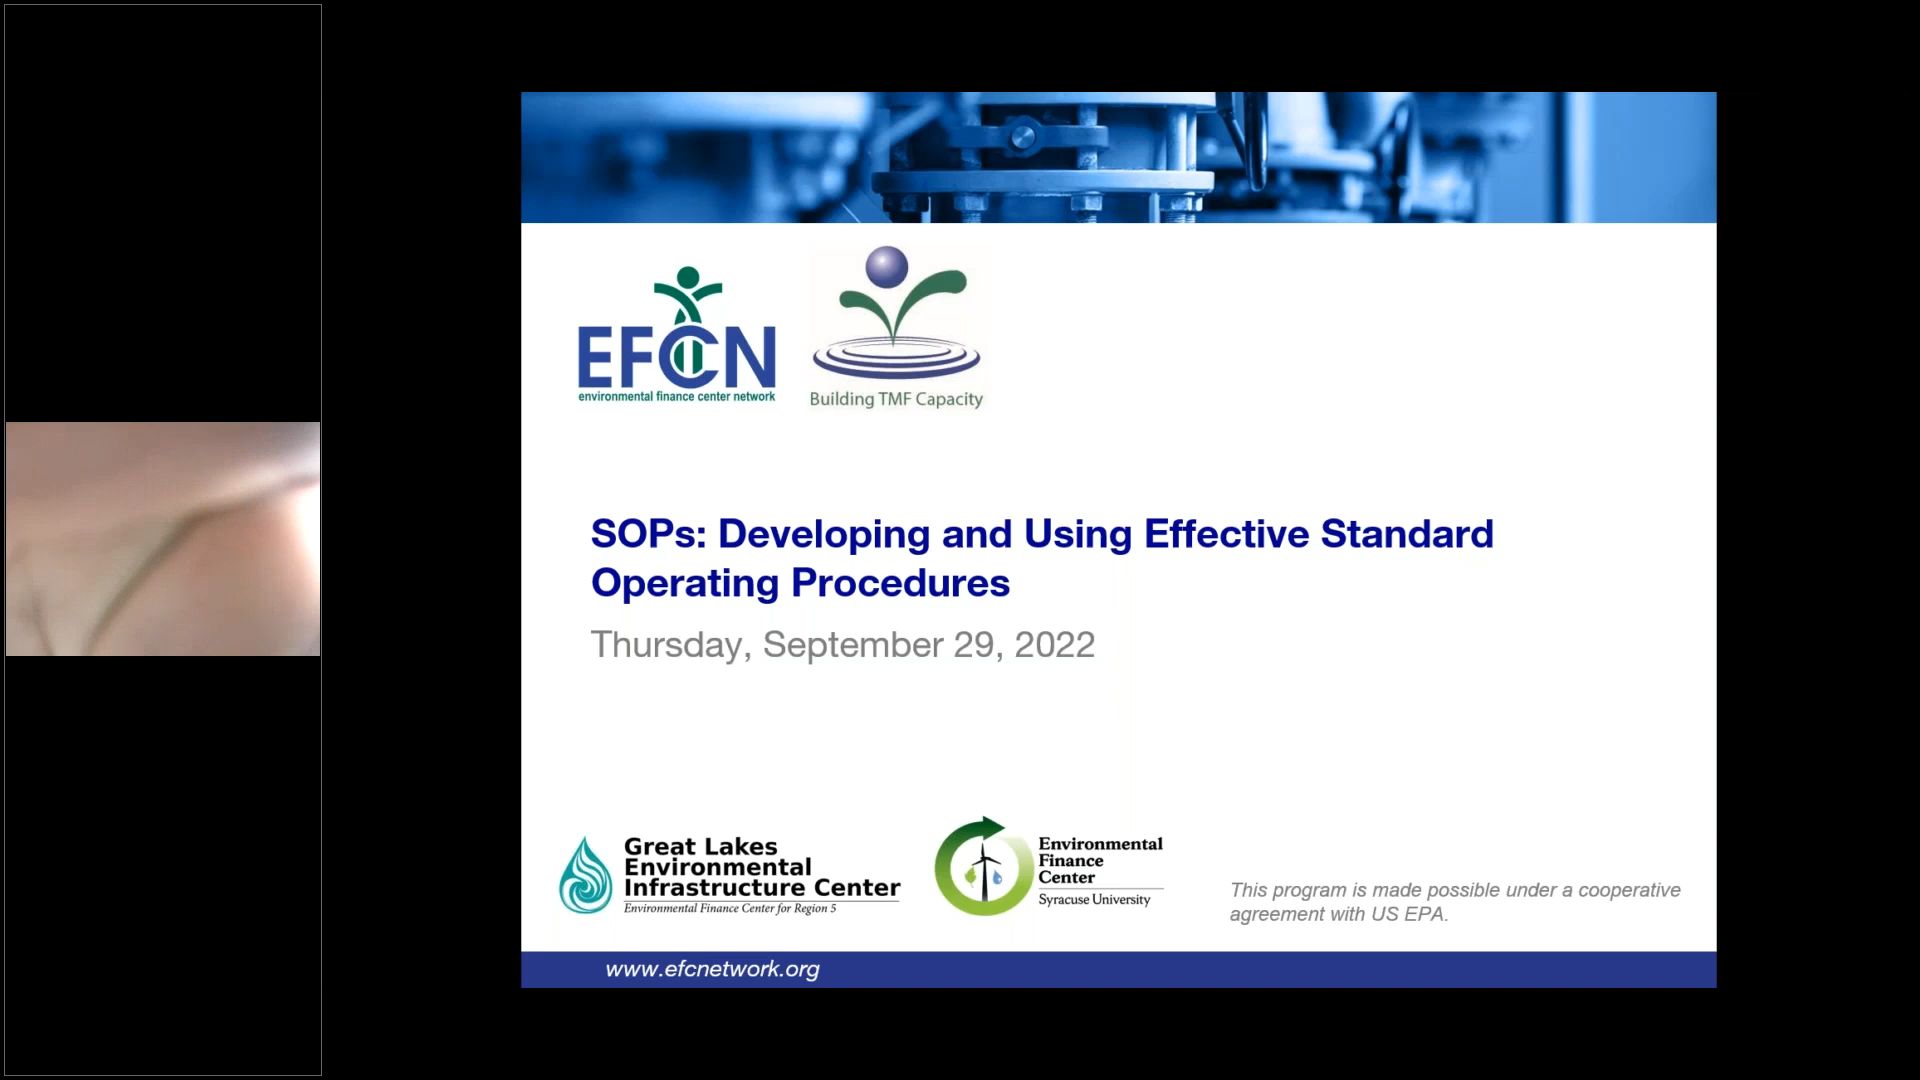 EFCN
environmental finance center network
Building TMF Capacity
SOPs: Developing and Using Effective Standard
Operating Procedures
Thursday, September 29, 2022
Great Lakes
Environmental
Infrastructure Center
Environmental Finance Center for Region 5
Environmental
Finance
Center
Syracuse University
This program is made possible under a cooperative
agreement with US EPA.
www.efcnetwork.org